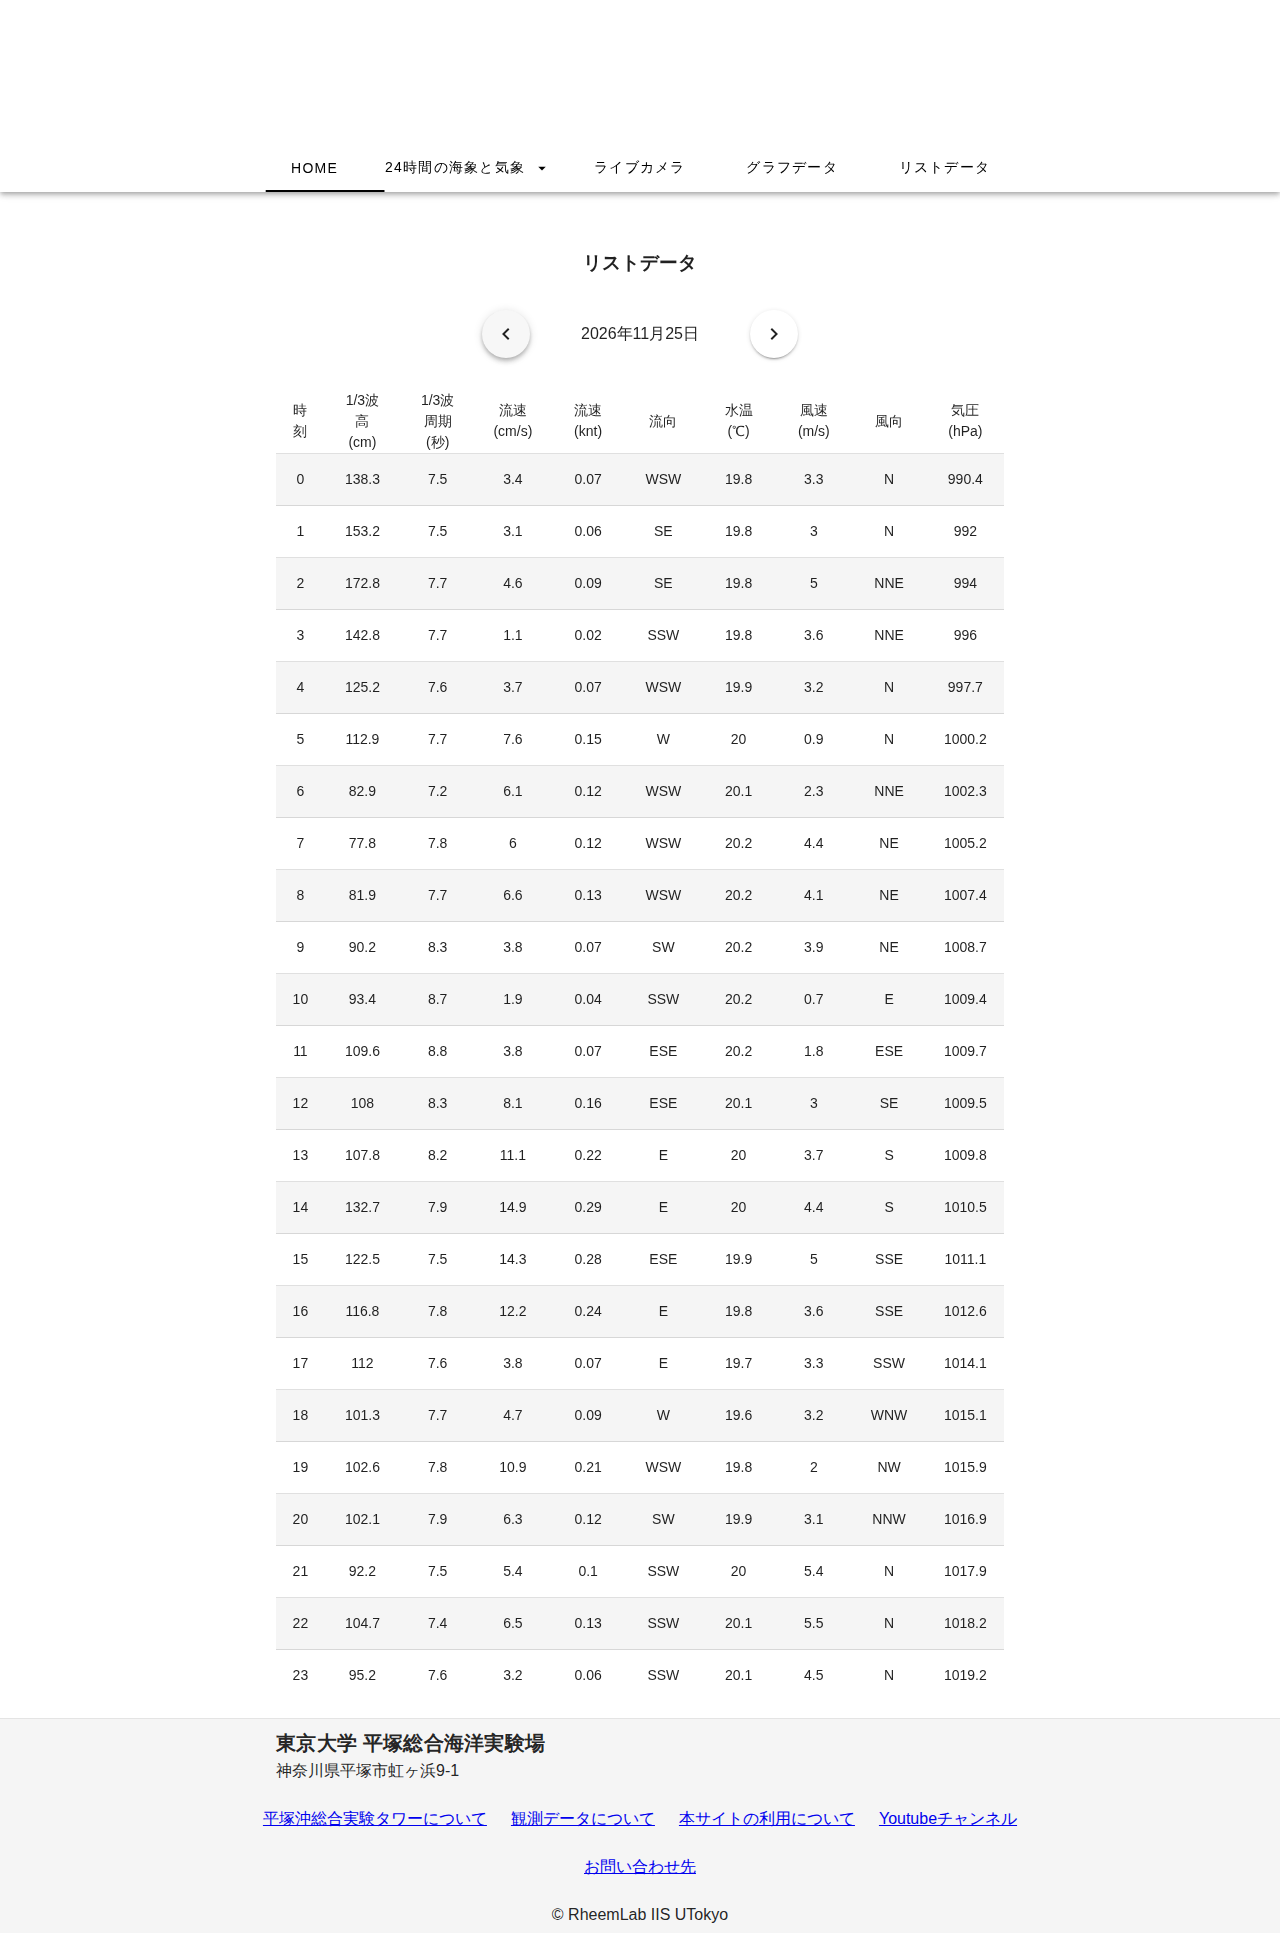 HOME 24時間の海象と気象 ライブカメラ グラフデータ リストデータ
リストデータ
2026年11月25日
時刻 1/3波高(cm) 1/3波周期(秒) 流速(cm/s) 流速(knt) 流向 水温(℃) 風速(m/s) 風向 気圧(hPa)
0 138.3 7.5 3.4 0.07 WSW 19.8 3.3 N 990.4
1 153.2 7.5 3.1 0.06 SE 19.8 3 N 992
2 172.8 7.7 4.6 0.09 SE 19.8 5 NNE 994
3 142.8 7.7 1.1 0.02 SSW 19.8 3.6 NNE 996
4 125.2 7.6 3.7 0.07 WSW 19.9 3.2 N 997.7
5 112.9 7.7 7.6 0.15 W 20 0.9 N 1000.2
6 82.9 7.2 6.1 0.12 WSW 20.1 2.3 NNE 1002.3
7 77.8 7.8 6 0.12 WSW 20.2 4.4 NE 1005.2
8 81.9 7.7 6.6 0.13 WSW 20.2 4.1 NE 1007.4
9 90.2 8.3 3.8 0.07 SW 20.2 3.9 NE 1008.7
10 93.4 8.7 1.9 0.04 SSW 20.2 0.7 E 1009.4
11 109.6 8.8 3.8 0.07 ESE 20.2 1.8 ESE 1009.7
12 108 8.3 8.1 0.16 ESE 20.1 3 SE 1009.5
13 107.8 8.2 11.1 0.22 E 20 3.7 S 1009.8
14 132.7 7.9 14.9 0.29 E 20 4.4 S 1010.5
15 122.5 7.5 14.3 0.28 ESE 19.9 5 SSE 1011.1
16 116.8 7.8 12.2 0.24 E 19.8 3.6 SSE 1012.6
17 112 7.6 3.8 0.07 E 19.7 3.3 SSW 1014.1
18 101.3 7.7 4.7 0.09 W 19.6 3.2 WNW 1015.1
19 102.6 7.8 10.9 0.21 WSW 19.8 2 NW 1015.9
20 102.1 7.9 6.3 0.12 SW 19.9 3.1 NNW 1016.9
21 92.2 7.5 5.4 0.1 SSW 20 5.4 N 1017.9
22 104.7 7.4 6.5 0.13 SSW 20.1 5.5 N 1018.2
23 95.2 7.6 3.2 0.06 SSW 20.1 4.5 N 1019.2
東京大学 平塚総合海洋実験場
神奈川県平塚市虹ヶ浜9-1
平塚沖総合実験タワーについて 観測データについて 本サイトの利用について Youtubeチャンネル
お問い合わせ先
© RheemLab IIS UTokyo